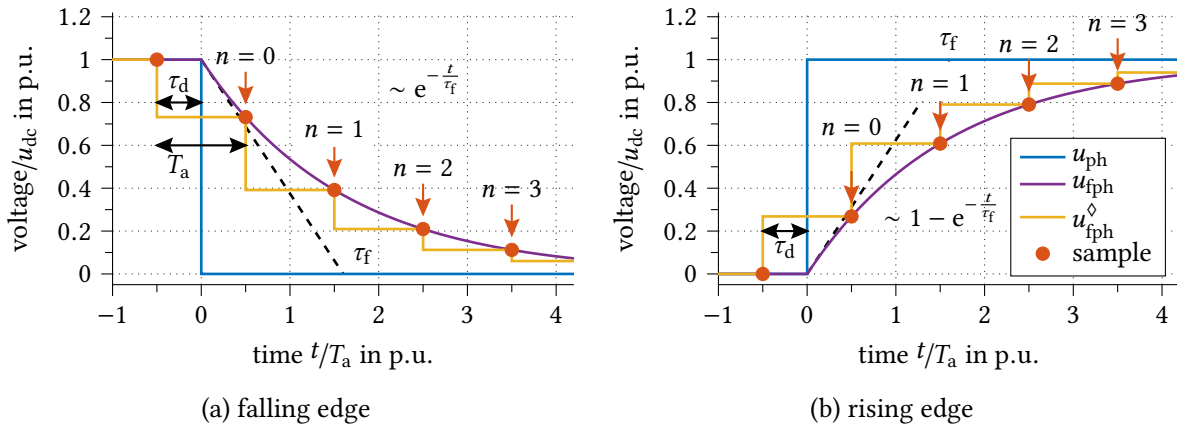 1.2
1
0.8
0.6
0.4
0.2
0
voltage/u_dc in p.u.
n = 0
n = 1
n = 2
n = 3
τ_d
T_a
∼ e^{−t/τ_f}
τ_f
−1 0 1 2 3 4
time t/T_a in p.u.
(a) falling edge
1.2
1
0.8
0.6
0.4
0.2
0
voltage/u_dc in p.u.
n = 3
τ_f
n = 2
n = 1
n = 0
τ_d
∼ 1 − e^{−t/τ_f}
u_ph
u_fph
u_fph^◊
sample
−1 0 1 2 3 4
time t/T_a in p.u.
(b) rising edge